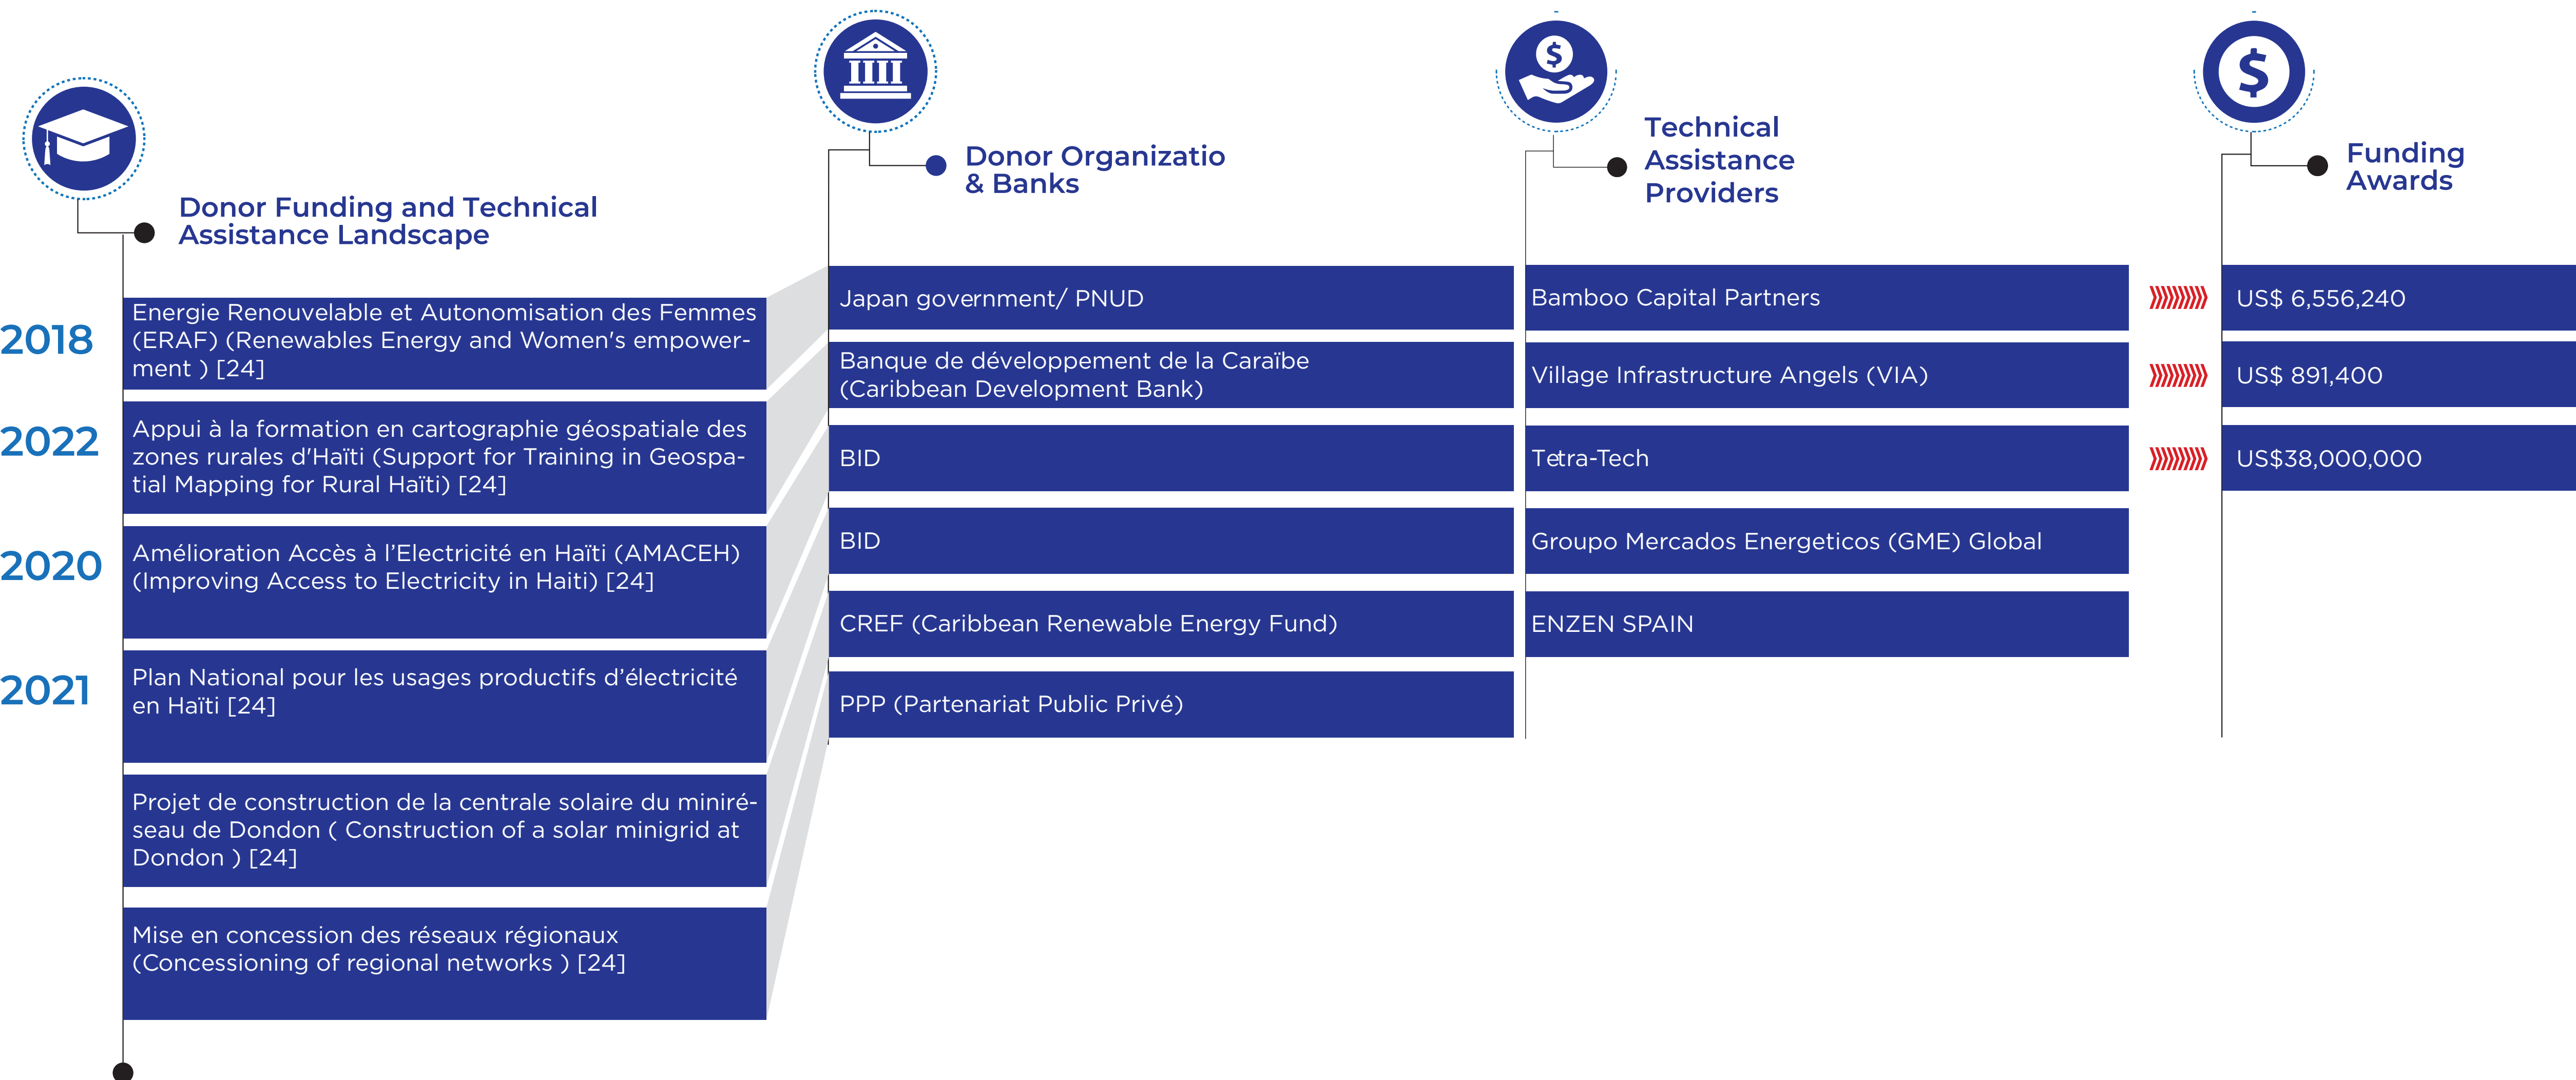 Donor Funding and Technical
Assistance Landscape
2018
Energie Renouvelable et Autonomisation des Femmes
(ERAF) (Renewables Energy and Women's empower-
ment ) [24]
2022
Appui à la formation en cartographie géospatiale des
zones rurales d'Haïti (Support for Training in Geospa-
tial Mapping for Rural Haïti) [24]
2020
Amélioration Accès à l’Electricité en Haïti (AMACEH)
(Improving Access to Electricity in Haiti) [24]
2021
Plan National pour les usages productifs d’électricité
en Haïti [24]
Projet de construction de la centrale solaire du miniré-
seau de Dondon ( Construction of a solar minigrid at
Dondon ) [24]
Mise en concession des réseaux régionaux
(Concessioning of regional networks ) [24]
Donor Organizatio
& Banks
Japan government/ PNUD
Banque de développement de la Caraïbe
(Caribbean Development Bank)
BID
BID
CREF (Caribbean Renewable Energy Fund)
PPP (Partenariat Public Privé)
Technical
Assistance
Providers
Bamboo Capital Partners
Village Infrastructure Angels (VIA)
Tetra-Tech
Groupo Mercados Energeticos (GME) Global
ENZEN SPAIN
Funding
Awards
US$ 6,556,240
US$ 891,400
US$38,000,000